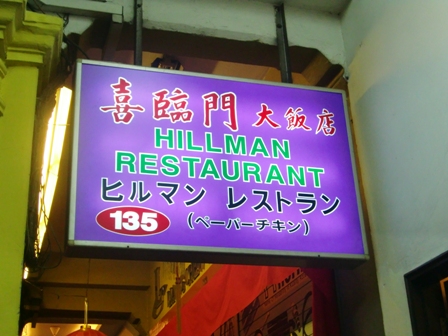 喜臨門 大飯店
HILLMAN
RESTAURANT
ヒルマン レストラン
135 (ペーパーチキン)